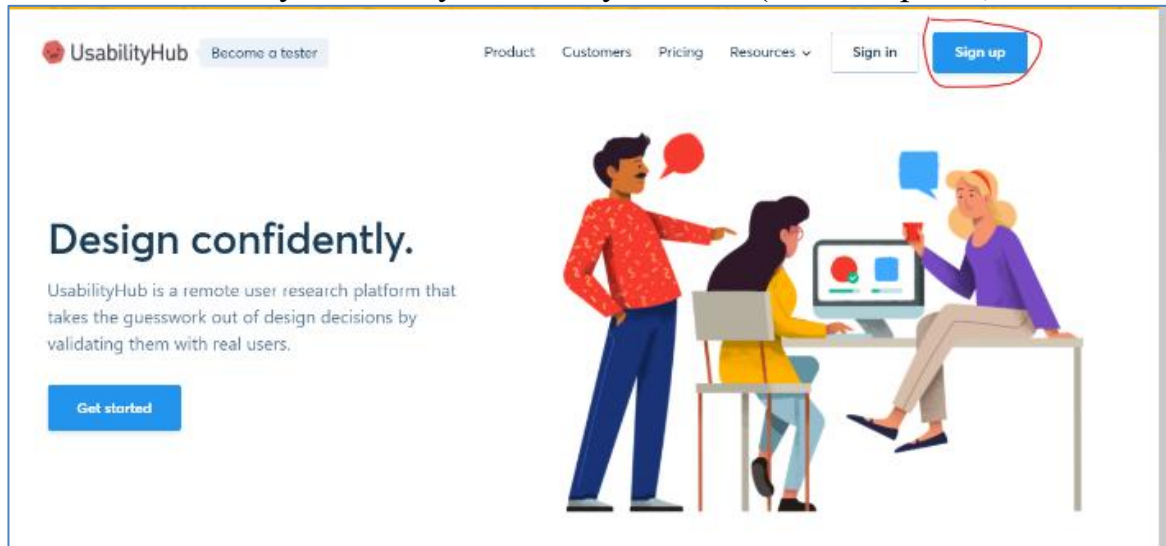 UsabilityHub Become a tester Product Customers Pricing Resources Sign in Sign up
Design confidently.
UsabilityHub is a remote user research platform that
takes the guesswork out of design decisions by
validating them with real users.
Get started